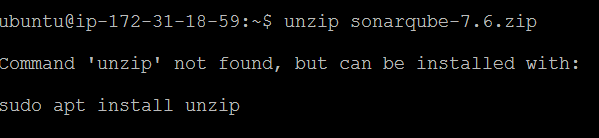 ubuntu@ip-172-31-18-59:~$ unzip sonarqube-7.6.zip
Command 'unzip' not found, but can be installed with:
sudo apt install unzip